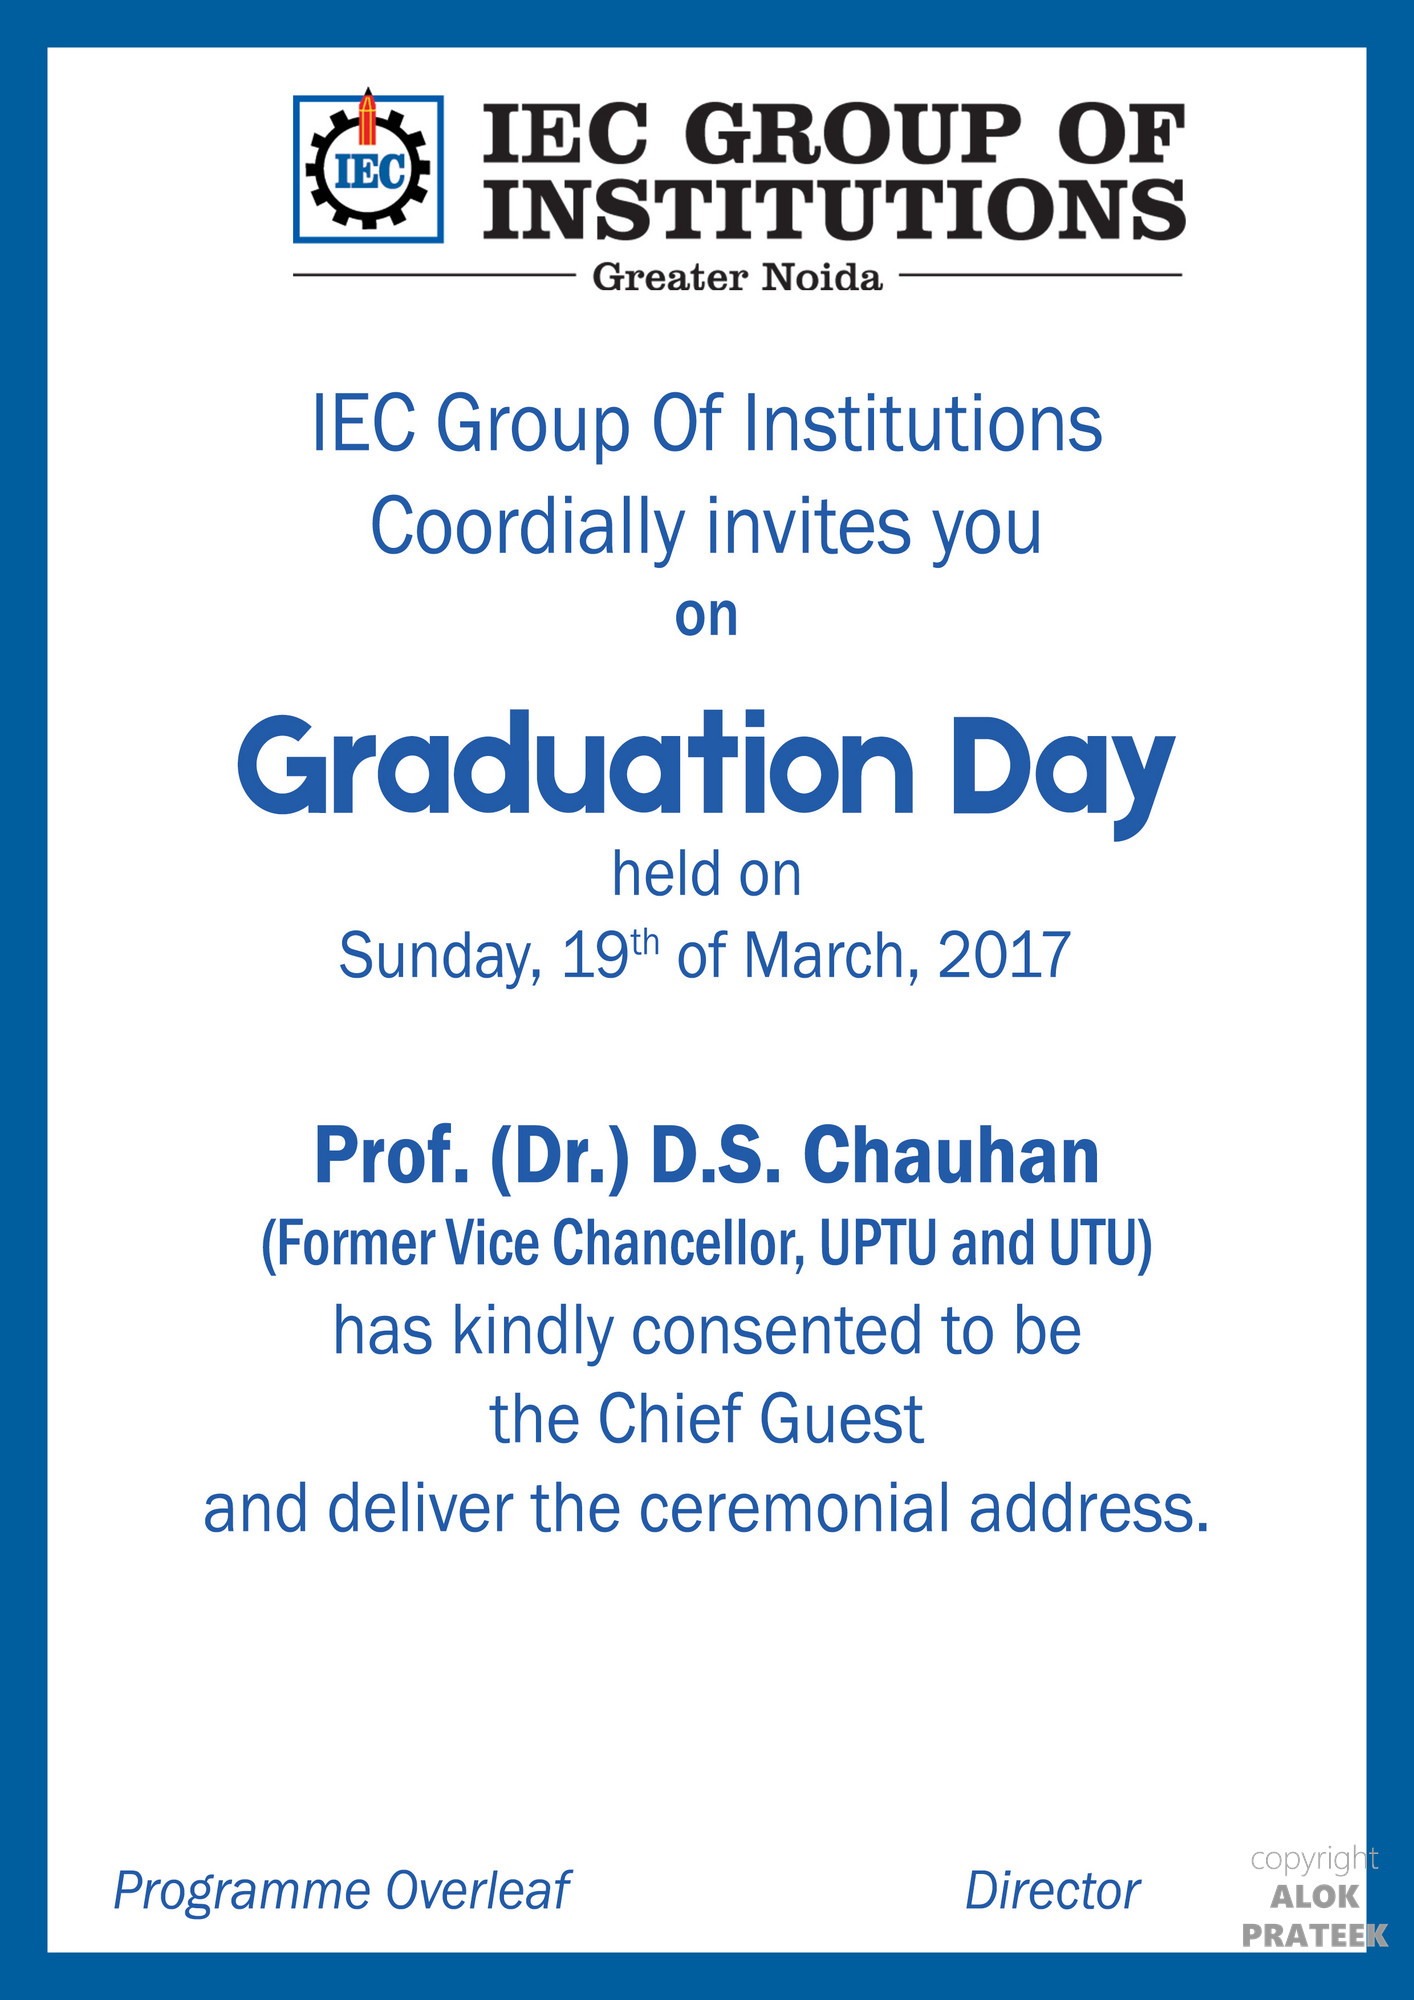 IEC
IEC GROUP OF
INSTITUTIONS
Greater Noida
IEC Group Of Institutions
Coordially invites you
on
Graduation Day
held on
Sunday, 19th of March, 2017
Prof. (Dr.) D.S. Chauhan
(Former Vice Chancellor, UPTU and UTU)
has kindly consented to be
the Chief Guest
and deliver the ceremonial address.
Programme Overleaf
Director
copyright
ALOK
PRATEEK